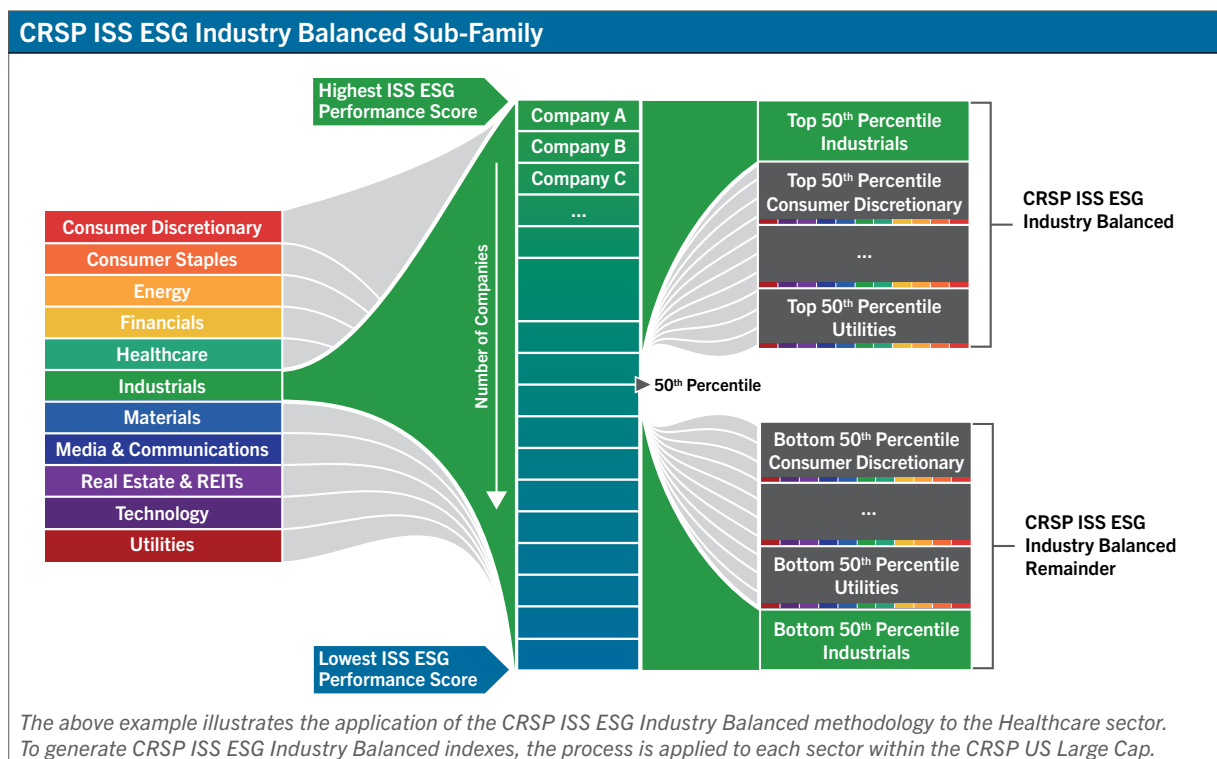 CRSP ISS ESG Industry Balanced Sub-Family
Highest ISS ESG
Performance Score
Consumer Discretionary
Consumer Staples
Energy
Financials
Healthcare
Industrials
Materials
Media & Communications
Real Estate & REITs
Technology
Utilities
Lowest ISS ESG
Performance Score
Number of Companies
Company A
Company B
Company C
...
50th Percentile
Top 50th Percentile
Industrials
Top 50th Percentile
Consumer Discretionary
...
Top 50th Percentile
Utilities
CRSP ISS ESG
Industry Balanced
Bottom 50th Percentile
Consumer Discretionary
...
Bottom 50th Percentile
Utilities
Bottom 50th Percentile
Industrials
CRSP ISS ESG
Industry Balanced
Remainder
The above example illustrates the application of the CRSP ISS ESG Industry Balanced methodology to the Healthcare sector.
To generate CRSP ISS ESG Industry Balanced indexes, the process is applied to each sector within the CRSP US Large Cap.